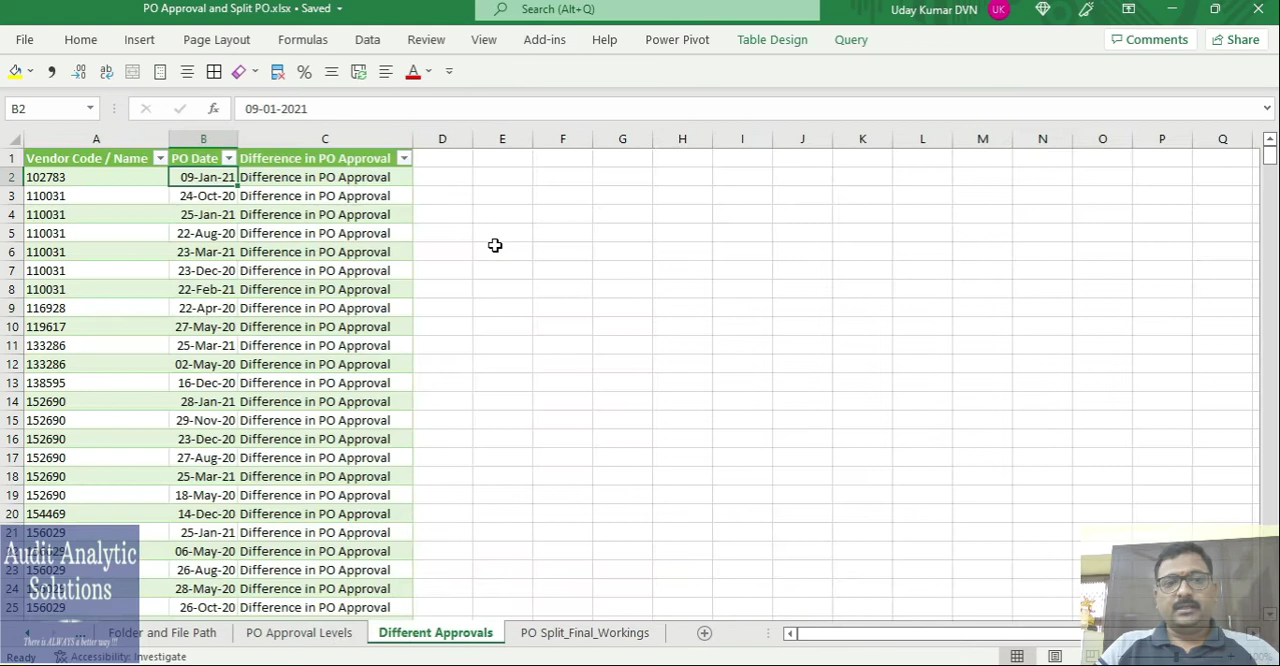 PO Approval and Split PO.xlsx • Saved
Search (Alt+Q)
Uday Kumar DVN UK
File Home Insert Page Layout Formulas Data Review View Add-ins Help Power Pivot Table Design Query Comments Share
B2 fx 09-01-2021
A B C D E F G H I J K L M N O P Q
1 Vendor Code / Name PO Date Difference in PO Approval
2 102783 09-Jan-21 Difference in PO Approval
3 110031 24-Oct-20 Difference in PO Approval
4 110031 25-Jan-21 Difference in PO Approval
5 110031 22-Aug-20 Difference in PO Approval
6 110031 23-Mar-21 Difference in PO Approval
7 110031 23-Dec-20 Difference in PO Approval
8 110031 22-Feb-21 Difference in PO Approval
9 116928 22-Apr-20 Difference in PO Approval
10 119617 27-May-20 Difference in PO Approval
11 133286 25-Mar-21 Difference in PO Approval
12 133286 02-May-20 Difference in PO Approval
13 138595 16-Dec-20 Difference in PO Approval
14 152690 28-Jan-21 Difference in PO Approval
15 152690 29-Nov-20 Difference in PO Approval
16 152690 23-Dec-20 Difference in PO Approval
17 152690 27-Aug-20 Difference in PO Approval
18 152690 25-Mar-21 Difference in PO Approval
19 152690 18-May-20 Difference in PO Approval
20 154469 14-Dec-20 Difference in PO Approval
21 156029 25-Jan-21 Difference in PO Approval
06-May-20 Difference in PO Approval
23 26-Aug-20 Difference in PO Approval
24 28-May-20 Difference in PO Approval
25 156029 26-Oct-20 Difference in PO Approval
Audit Analytic
Solutions
There is ALWAYS a better way !!!
... Folder and File Path PO Approval Levels Different Approvals PO Split_Final_Workings
Ready Accessibility: Investigate